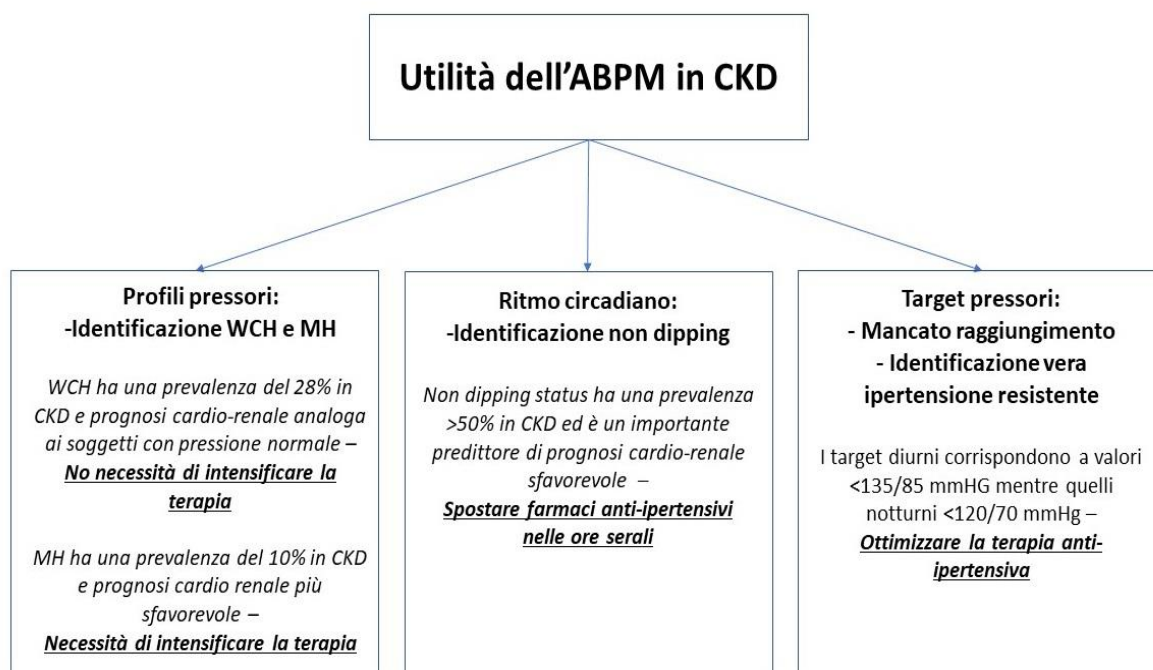 Utilità dell'ABPM in CKD
Profili pressori:
-Identificazione WCH e MH
WCH ha una prevalenza del 28% in
CKD e prognosi cardio-renale analoga
ai soggetti con pressione normale –
No necessità di intensificare la
terapia
MH ha una prevalenza del 10% in CKD
e prognosi cardio renale più
sfavorevole –
Necessità di intensificare la terapia
Ritmo circadiano:
-Identificazione non dipping
Non dipping status ha una prevalenza
>50% in CKD ed è un importante
predittore di prognosi cardio-renale
sfavorevole –
Spostare farmaci anti-ipertensivi
nelle ore serali
Target pressori:
- Mancato raggiungimento
- Identificazione vera
ipertensione resistente
I target diurni corrispondono a valori
<135/85 mmHG mentre quelli
notturni <120/70 mmHg –
Ottimizzare la terapia anti-
ipertensiva